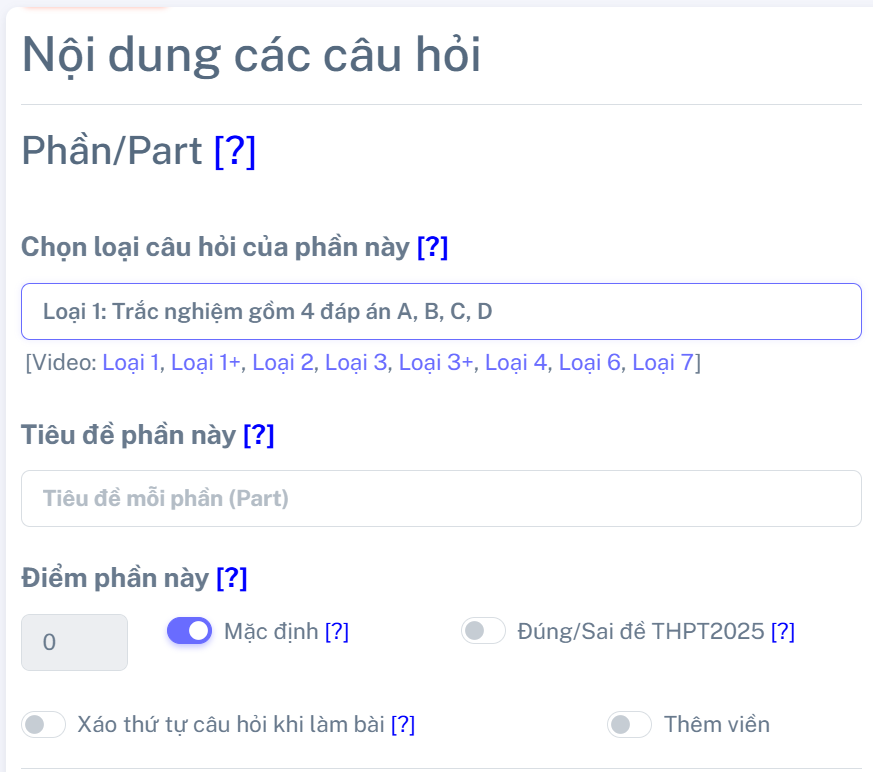 Nội dung các câu hỏi
Phần/Part [?]
Chọn loại câu hỏi của phần này [?]
Loại 1: Trắc nghiệm gồm 4 đáp án A, B, C, D
[Video: Loại 1, Loại 1+, Loại 2, Loại 3, Loại 3+, Loại 4, Loại 6, Loại 7]
Tiêu đề phần này [?]
Tiêu đề mỗi phần (Part)
Điểm phần này [?]
0 Mặc định [?] Đúng/Sai đề THPT2025 [?]
Xáo thứ tự câu hỏi khi làm bài [?] Thêm viền